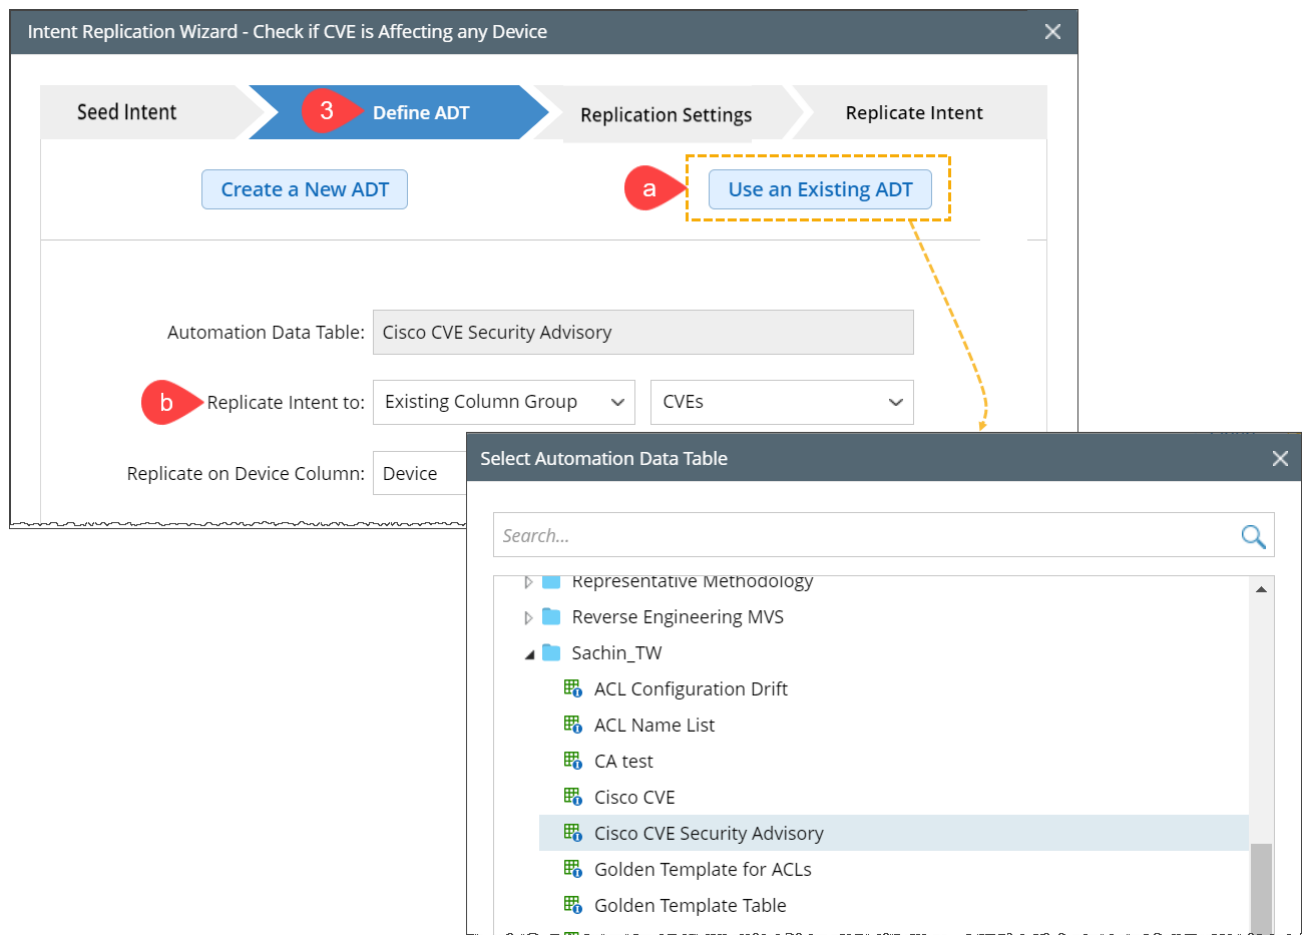 Intent Replication Wizard - Check if CVE is Affecting any Device
Seed Intent
3
Define ADT
Replication Settings
Replicate Intent
Create a New ADT
a
Use an Existing ADT
Automation Data Table:
Cisco CVE Security Advisory
b
Replicate Intent to:
Existing Column Group
CVEs
Replicate on Device Column:
Device
Select Automation Data Table
Search...
Representative Methodology
Reverse Engineering MVS
Sachin_TW
ACL Configuration Drift
ACL Name List
CA test
Cisco CVE
Cisco CVE Security Advisory
Golden Template for ACLs
Golden Template Table